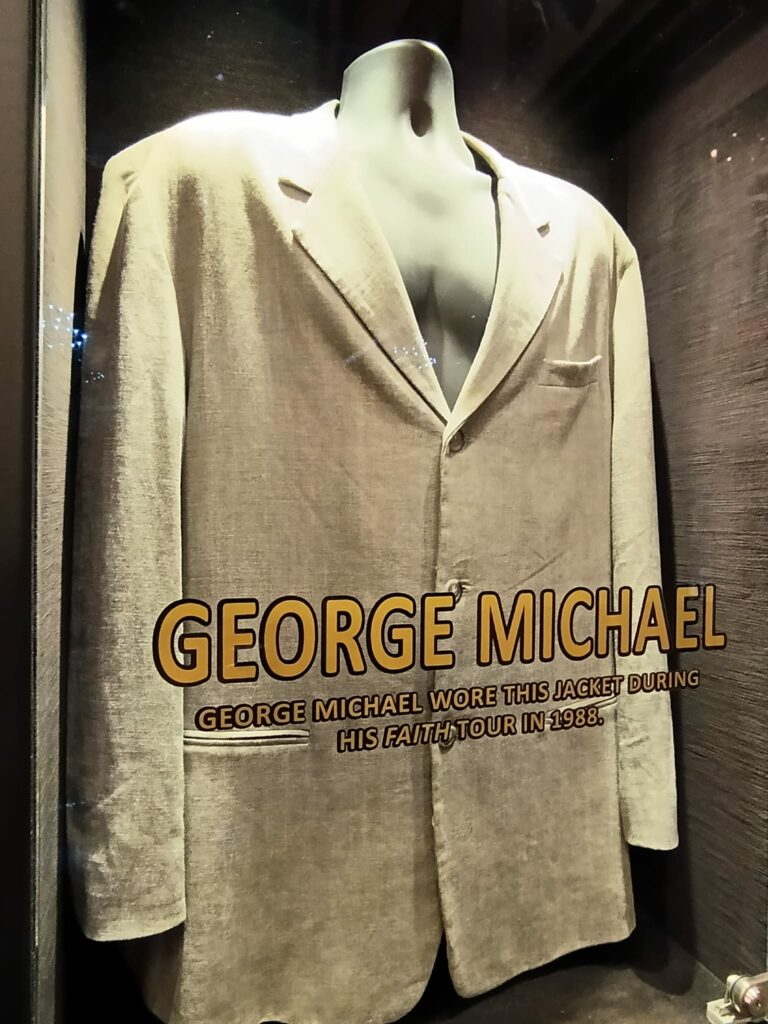 GEORGE MICHAEL
GEORGE MICHAEL WORE THIS JACKET DURING
HIS FAITH TOUR IN 1988.